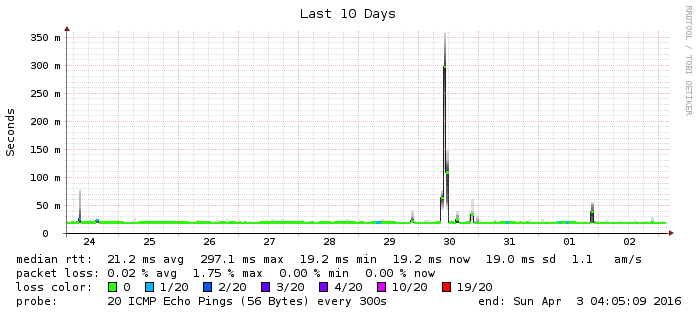 Last 10 Days
RRDTOOL / TOBI OETIKER
Seconds
350 m
300 m
250 m
200 m
150 m
100 m
50 m
0
24 25 26 27 28 29 30 31 01 02
median rtt: 21.2 ms avg 297.1 ms max 19.2 ms min 19.2 ms now 19.0 ms sd 1.1 am/s
packet loss: 0.02 % avg 1.75 % max 0.00 % min 0.00 % now
loss color: 0 1/20 2/20 3/20 4/20 10/20 19/20
probe: 20 ICMP Echo Pings (56 Bytes) every 300s end: Sun Apr 3 04:05:09 2016